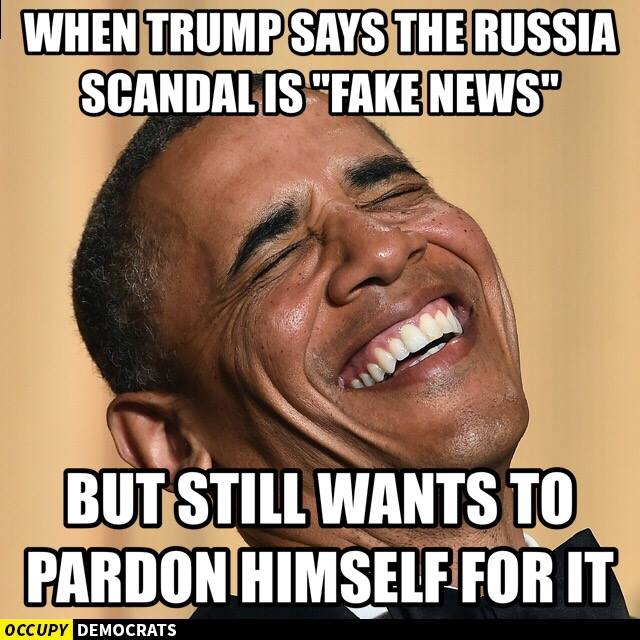 WHEN TRUMP SAYS THE RUSSIA
SCANDAL IS "FAKE NEWS"
BUT STILL WANTS TO
PARDON HIMSELF FOR IT
OCCUPY DEMOCRATS